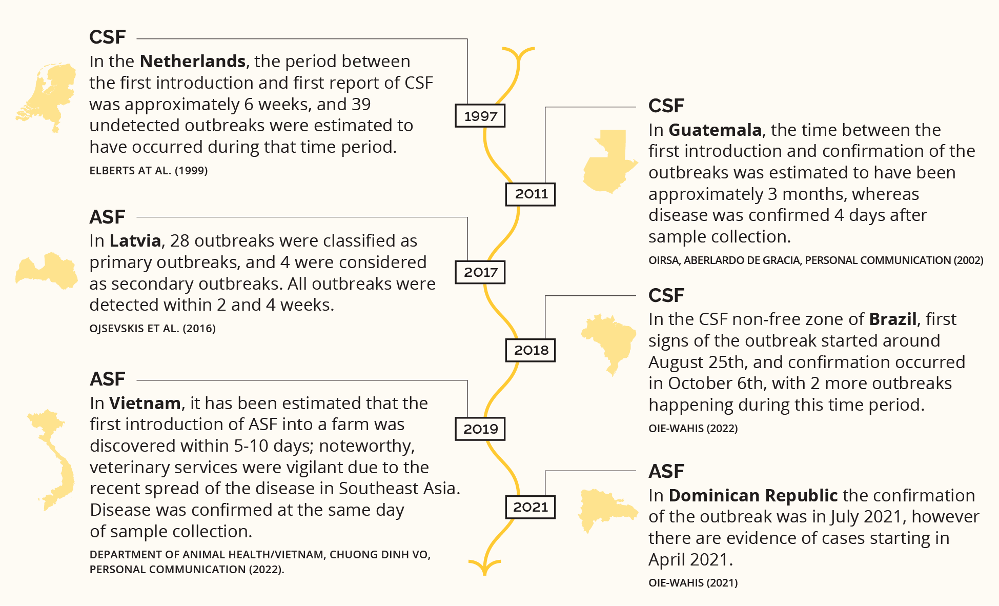 CSF
In the Netherlands, the period between
the first introduction and first report of CSF
was approximately 6 weeks, and 39
undetected outbreaks were estimated to
have occurred during that time period.
ELBERTS AT AL. (1999)
1997
CSF
In Guatemala, the time between the
first introduction and confirmation of the
outbreaks was estimated to have been
approximately 3 months, whereas
disease was confirmed 4 days after
sample collection.
OIRSA, ABERLARDO DE GRACIA, PERSONAL COMMUNICATION (2002)
2011
ASF
In Latvia, 28 outbreaks were classified as
primary outbreaks, and 4 were considered
as secondary outbreaks. All outbreaks were
detected within 2 and 4 weeks.
OJSEVSKIS ET AL. (2016)
2017
CSF
In the CSF non-free zone of Brazil, first
signs of the outbreak started around
August 25th, and confirmation occurred
in October 6th, with 2 more outbreaks
happening during this time period.
OIE-WAHIS (2022)
2018
ASF
In Vietnam, it has been estimated that the
first introduction of ASF into a farm was
discovered within 5-10 days; noteworthy,
veterinary services were vigilant due to the
recent spread of the disease in Southeast Asia.
Disease was confirmed at the same day
of sample collection.
DEPARTMENT OF ANIMAL HEALTH/VIETNAM, CHUONG DINH VO,
PERSONAL COMMUNICATION (2022).
2019
ASF
In Dominican Republic the confirmation
of the outbreak was in July 2021, however
there are evidence of cases starting in
April 2021.
OIE-WAHIS (2021)
2021